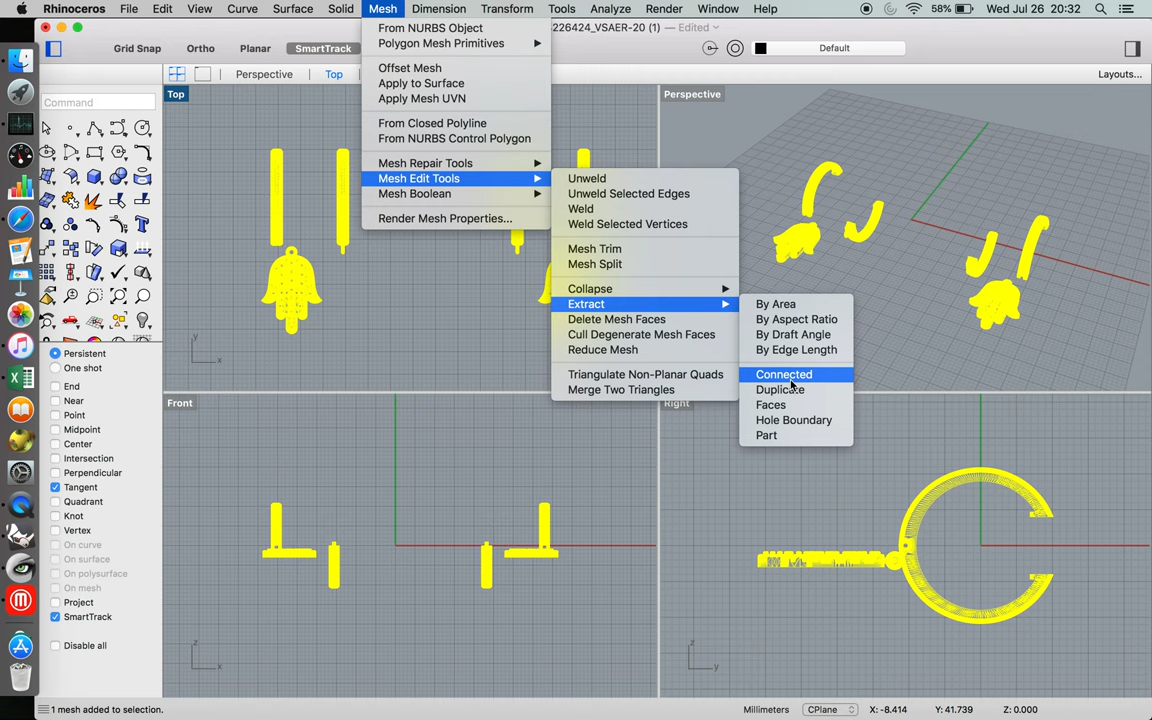 Rhinoceros File Edit View Curve Surface Solid Mesh Dimension Transform Tools Analyze Render Window Help 58% Wed Jul 26 20:32
226424_VSAER-20 (1) — Edited
Grid Snap Ortho Planar SmartTrack Default
Perspective Top Layouts...
Command
Top
Perspective
Front
Right
From NURBS Object
Polygon Mesh Primitives
Offset Mesh
Apply to Surface
Apply Mesh UVN
From Closed Polyline
From NURBS Control Polygon
Mesh Repair Tools
Mesh Edit Tools
Mesh Boolean
Render Mesh Properties...
Unweld
Unweld Selected Edges
Weld
Weld Selected Vertices
Mesh Trim
Mesh Split
Collapse
Extract
Delete Mesh Faces
Cull Degenerate Mesh Faces
Reduce Mesh
Triangulate Non-Planar Quads
Merge Two Triangles
By Area
By Aspect Ratio
By Draft Angle
By Edge Length
Connected
Duplicate
Faces
Hole Boundary
Part
Persistent
One shot
End
Near
Point
Midpoint
Center
Intersection
Perpendicular
Tangent
Quadrant
Knot
Vertex
On curve
On surface
On polysurface
On mesh
Project
SmartTrack
Disable all
y
x
z
x
z
y
1 mesh added to selection. Millimeters CPlane X: -8.414 Y: 41.739 Z: 0.000